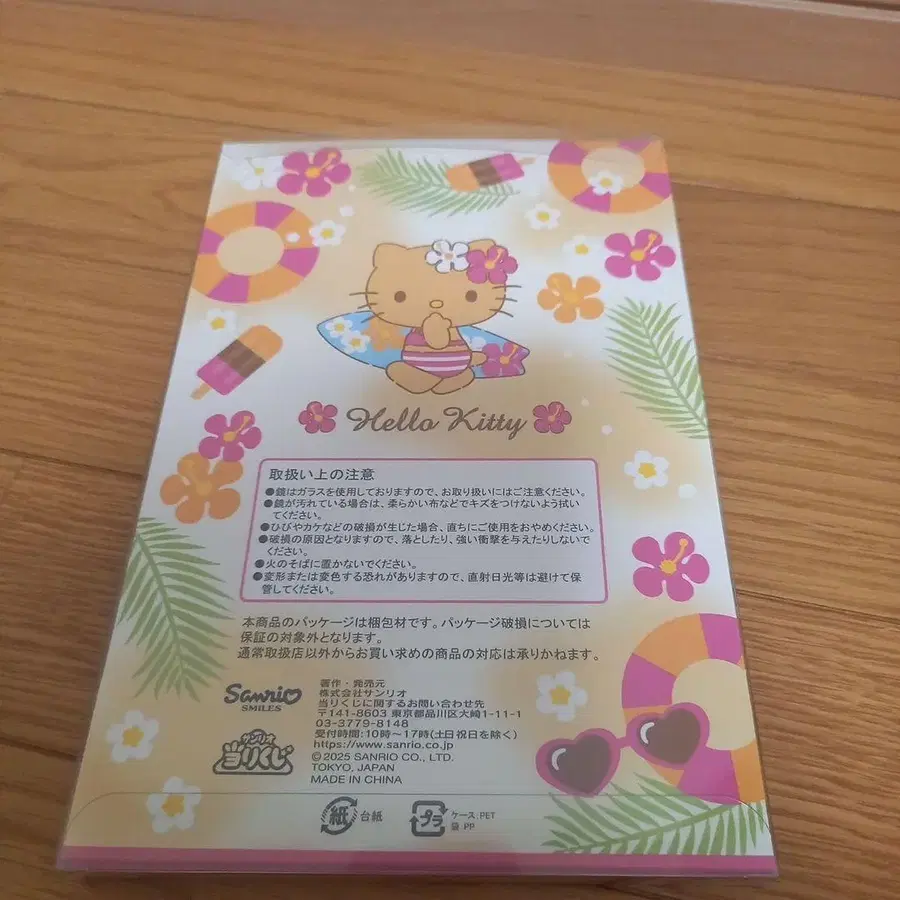 Hello Kitty
取扱い上の注意
●鏡はガラスを使用しておりますので、お取り扱いにはご注意ください。
●鏡が汚れている場合は、柔らかい布などでキズをつけないよう拭い
てください。
●ひびやカケなどの破損が生じた場合、直ちにご使用をおやめください。
●破損の原因となりますので、落としたり、強い衝撃を与えたりしないで
ください。
●火のそばに置かないでください。
●変形または変色する恐れがありますので、直射日光等は避けて保
管してください。
本商品のパッケージは梱包材です。パッケージ破損については
保証の対象外となります。
通常取扱店以外からお買い求めの商品の対応は承りかねます。
Sanrio
SMILES
サンリオ
当りくじ
著作・発売元
株式会社サンリオ
当りくじに関するお問い合わせ先
〒141-8603 東京都品川区大崎1-11-1
03-3779-8148
受付時間:10時〜17時(土日祝日を除く)
https://www.sanrio.co.jp
©2025 SANRIO CO., LTD.
TOKYO, JAPAN
MADE IN CHINA
紙 台紙
プラ ケース:PET
袋:PP